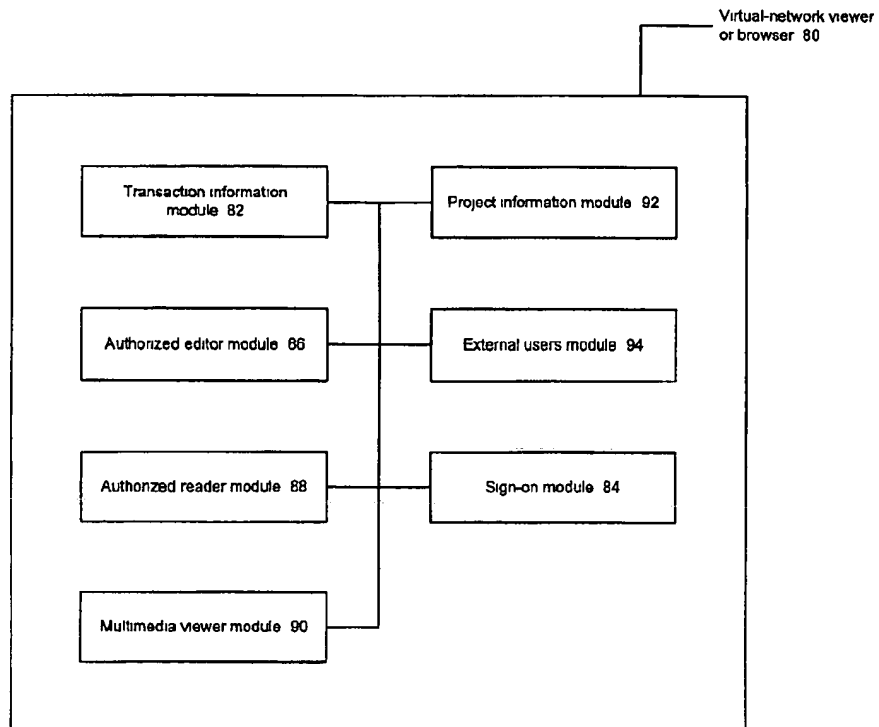 Virtual-network viewer
or browser 80
Transaction information
module 82
Project information module 92
Authorized editor module 86
External users module 94
Authorized reader module 88
Sign-on module 84
Multimedia viewer module 90